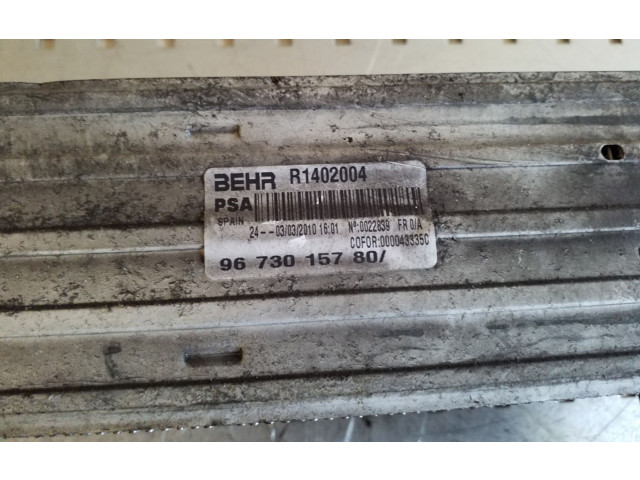 BEHR R1402004
PSA
SPAIN
24--03/03/2010 16:01 Nº:0022839 FR 0/A
COFOR:000043335C
96 730 157 80/